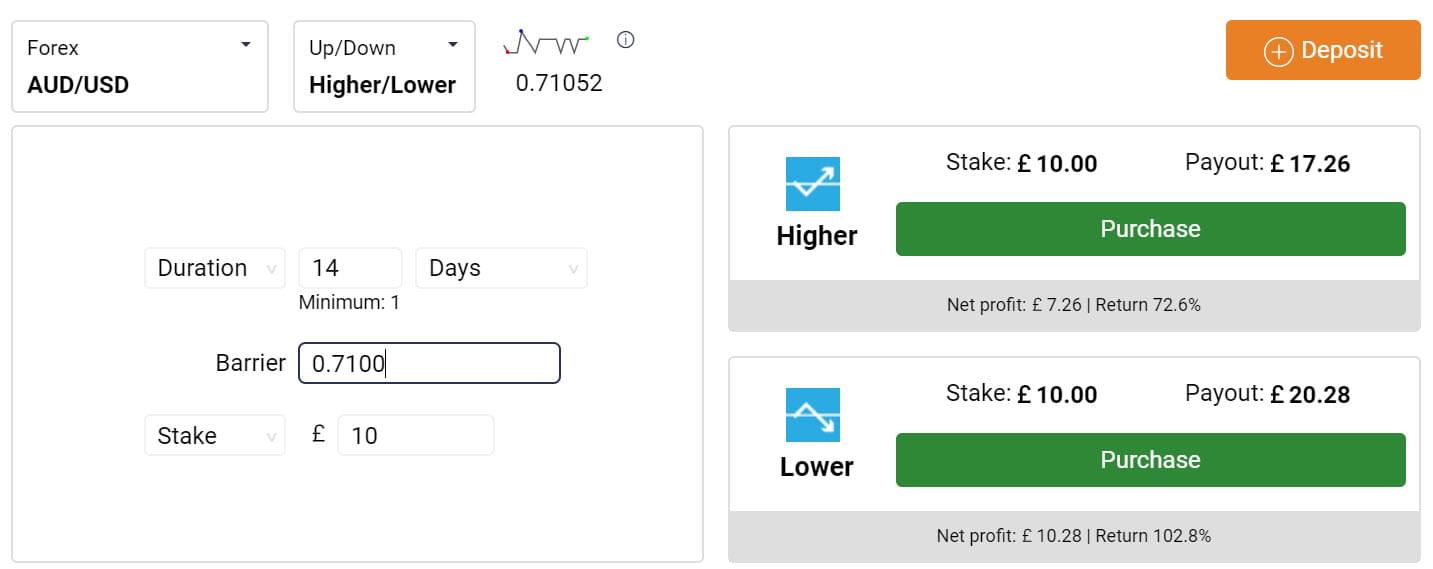 Forex
AUD/USD
Up/Down
Higher/Lower
0.71052
Deposit
Duration 14 Days
Minimum: 1
Barrier 0.7100
Stake £ 10
Stake: £ 10.00 Payout: £ 17.26
Higher
Purchase
Net profit: £ 7.26 | Return 72.6%
Stake: £ 10.00 Payout: £ 20.28
Lower
Purchase
Net profit: £ 10.28 | Return 102.8%